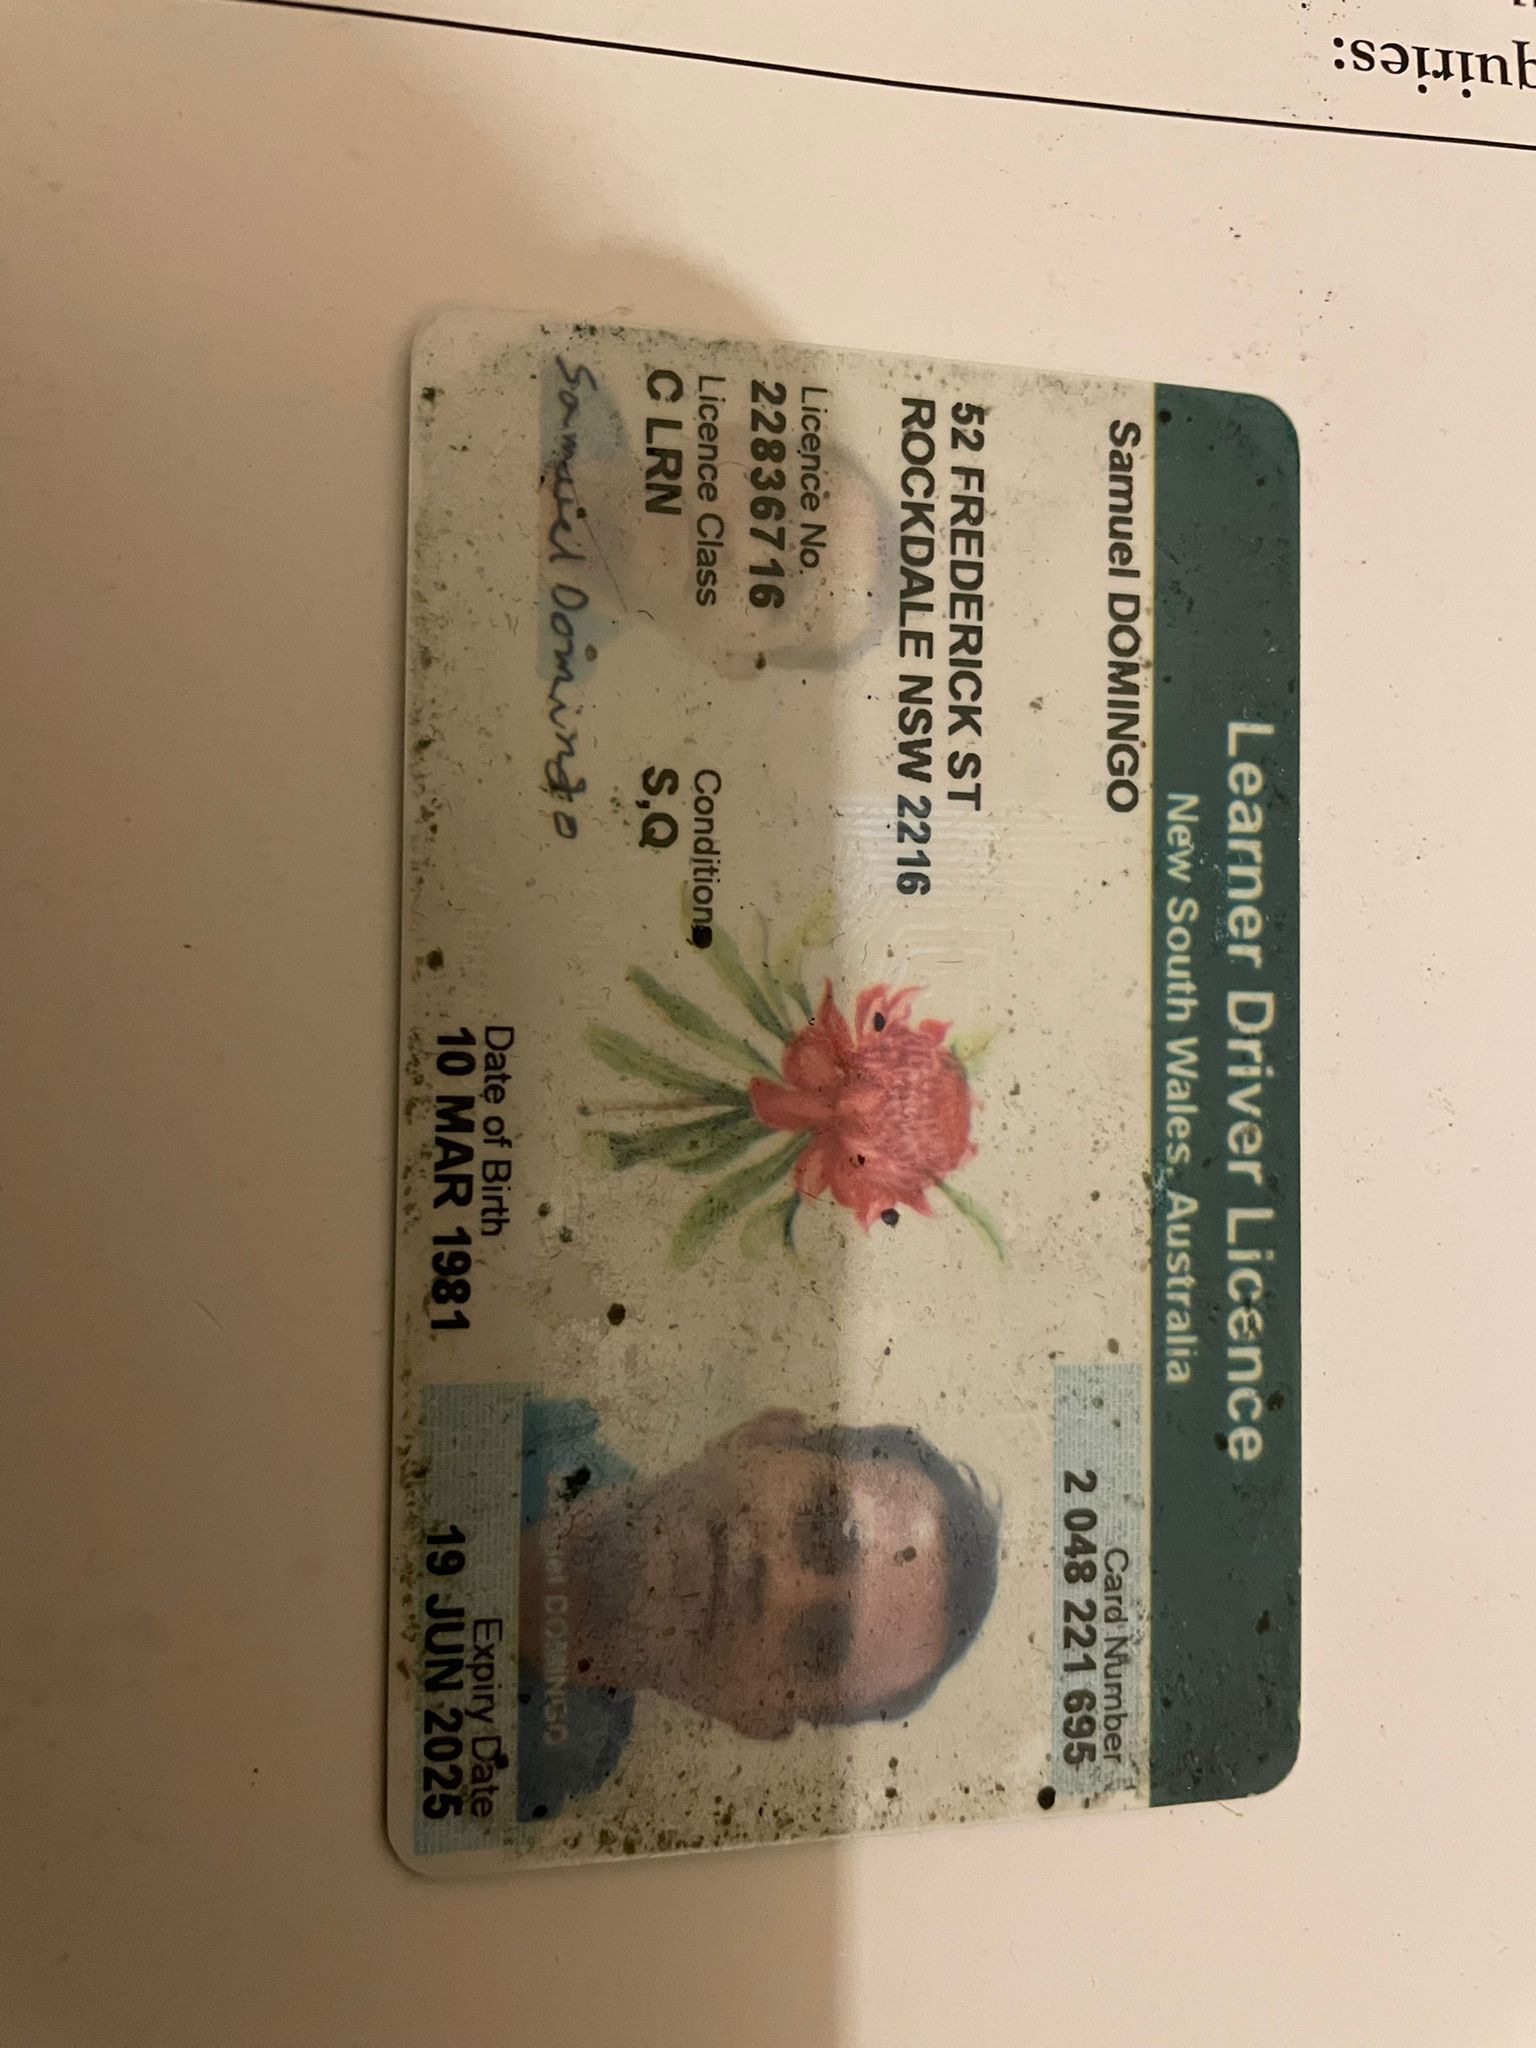 quiries:
Learner Driver Licence
New South Wales, Australia
Samuel DOMINGO
Card Number
2 048 221 695
52 FREDERICK ST
ROCKDALE NSW 2216
Licence No.
22836716
Licence Class
C LRN
Conditions
S,Q
Samuel Domingo
DOMINGO
Date of Birth
10 MAR 1981
Expiry Date
19 JUN 2025